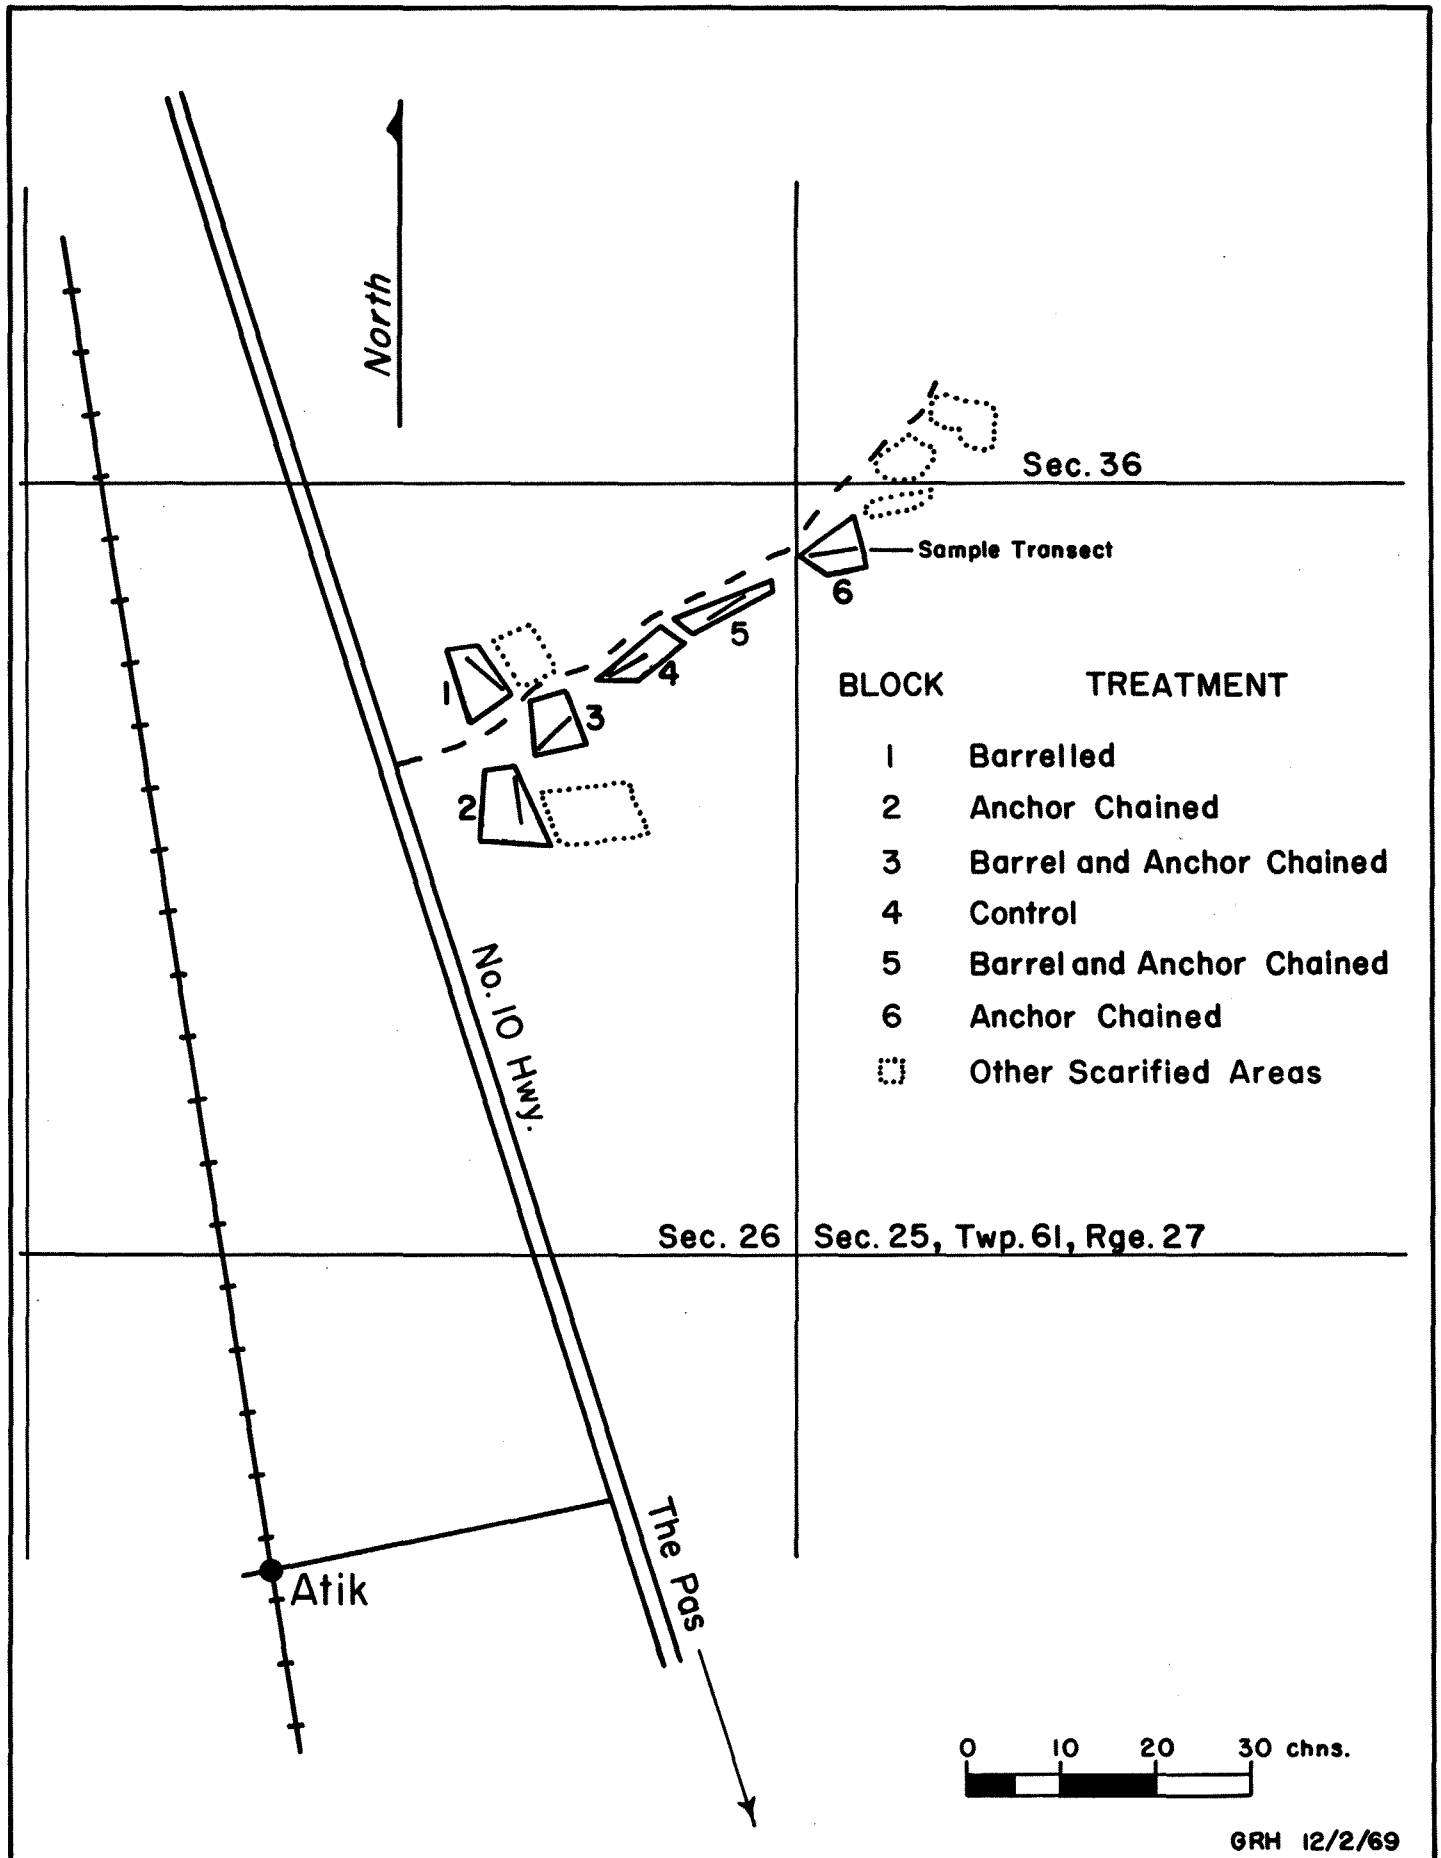 North
Sec. 36
Sample Transect
6
5
4
1
3
2
BLOCK TREATMENT
1 Barrelled
2 Anchor Chained
3 Barrel and Anchor Chained
4 Control
5 Barrel and Anchor Chained
6 Anchor Chained
Other Scarified Areas
No. 10 Hwy.
Sec. 26 Sec. 25, Twp. 61, Rge. 27
The Pas
Atik
0 10 20 30 chns.
GRH 12/2/69